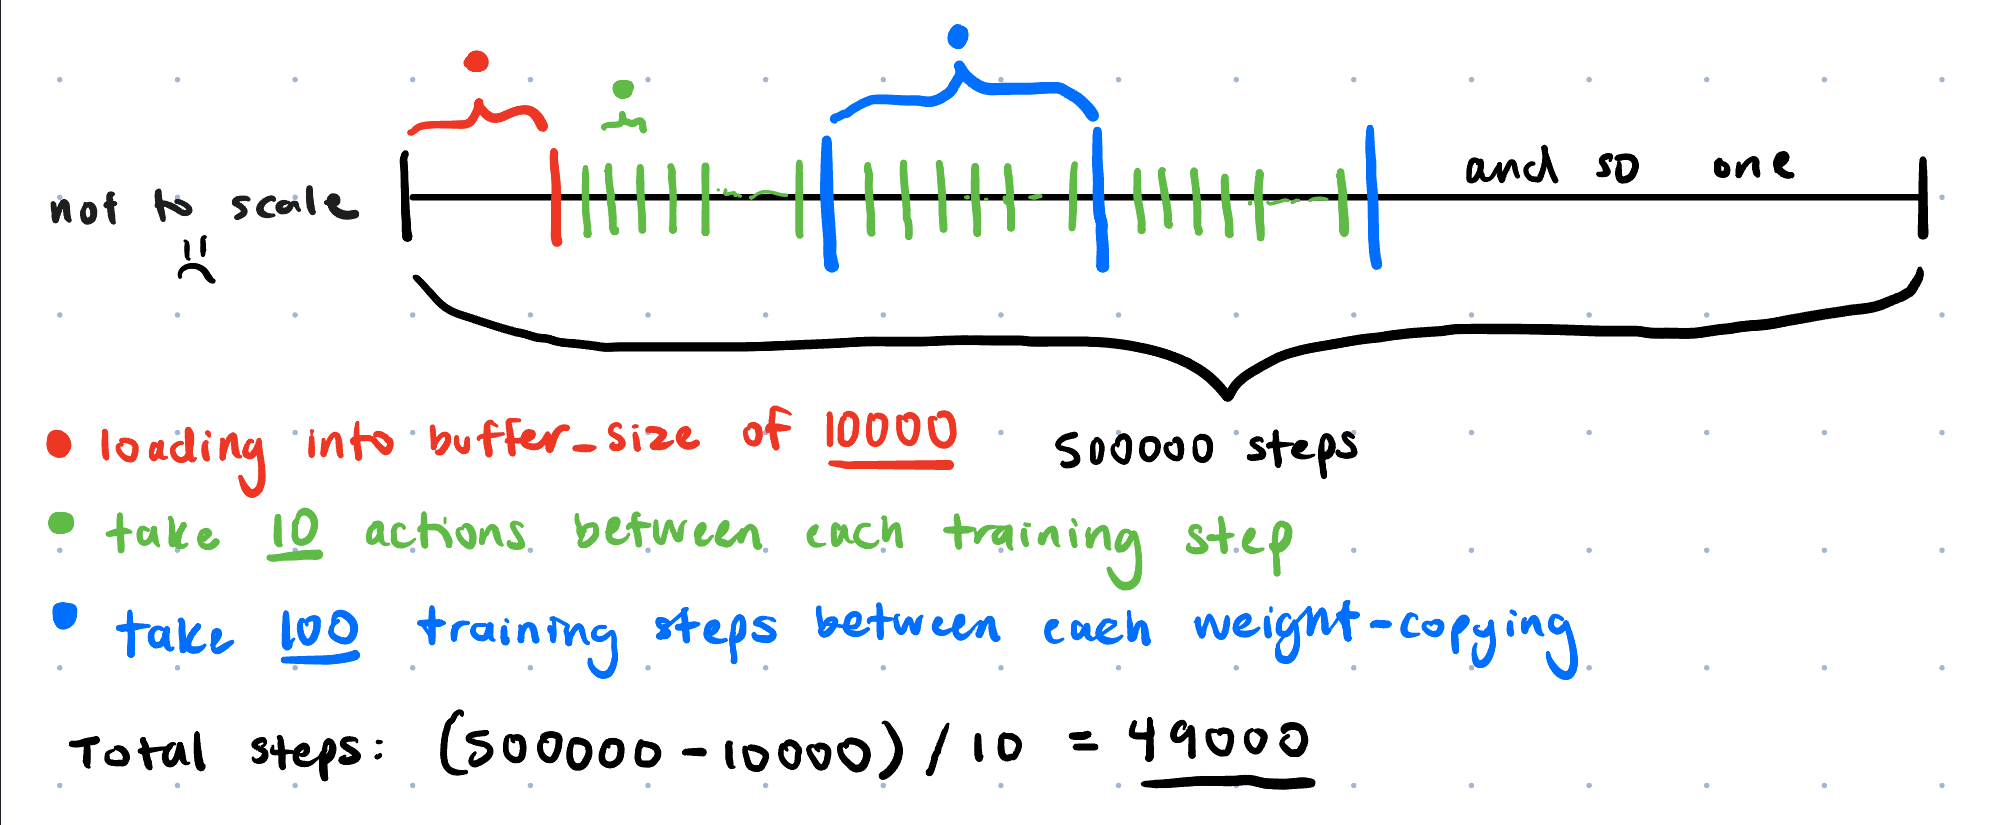 and so one
not to scale
500000 steps
loading into buffer_size of 10000
take 10 actions between each training step
take 100 training steps between each weight-copying
Total steps: (500000 - 10000) / 10 = 49000